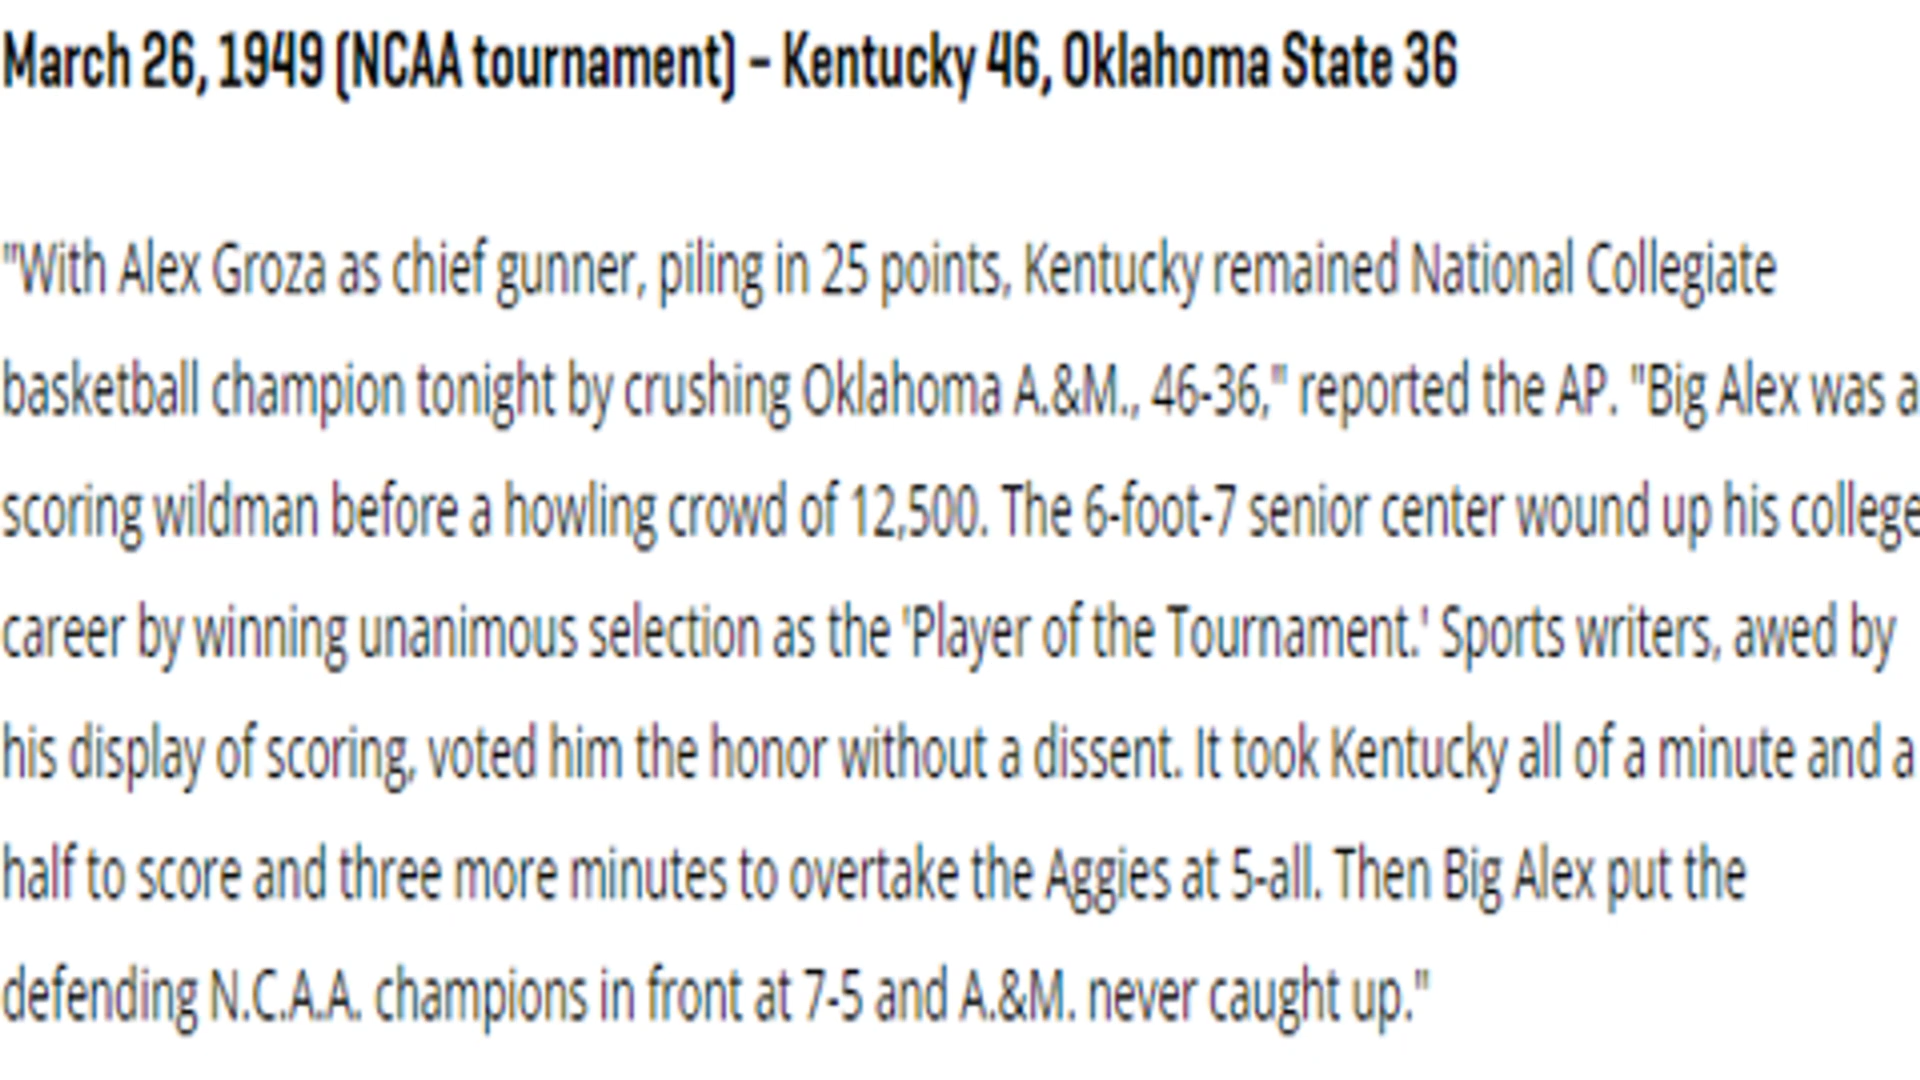 March 26, 1949 (NCAA tournament) – Kentucky 46, Oklahoma State 36
"With Alex Groza as chief gunner, piling in 25 points, Kentucky remained National Collegiate
basketball champion tonight by crushing Oklahoma A.&M., 46-36," reported the AP. "Big Alex was a
scoring wildman before a howling crowd of 12,500. The 6-foot-7 senior center wound up his college
career by winning unanimous selection as the 'Player of the Tournament.' Sports writers, awed by
his display of scoring, voted him the honor without a dissent. It took Kentucky all of a minute and a
half to score and three more minutes to overtake the Aggies at 5-all. Then Big Alex put the
defending N.C.A.A. champions in front at 7-5 and A.&M. never caught up."